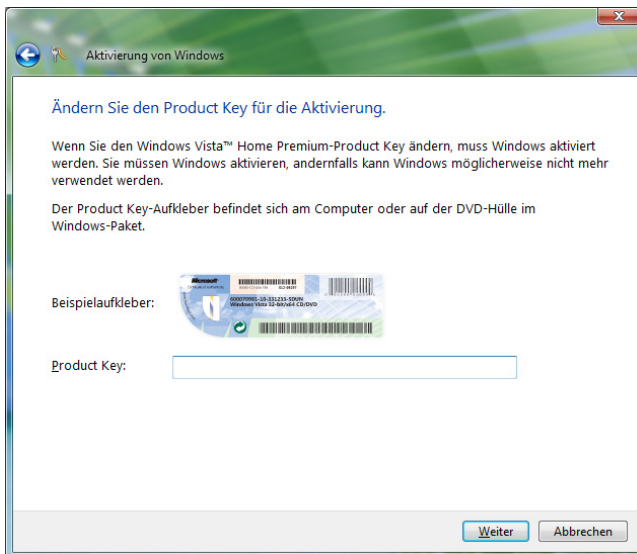 Aktivierung von Windows
Ändern Sie den Product Key für die Aktivierung.
Wenn Sie den Windows Vista™ Home Premium-Product Key ändern, muss Windows aktiviert
werden. Sie müssen Windows aktivieren, andernfalls kann Windows möglicherweise nicht mehr
verwendet werden.
Der Product Key-Aufkleber befindet sich am Computer oder auf der DVD-Hülle im
Windows-Paket.
Microsoft
Windows Vista 32-bit/x64 CD/DVD
Beispielaufkleber:
Product Key:
Weiter
Abbrechen